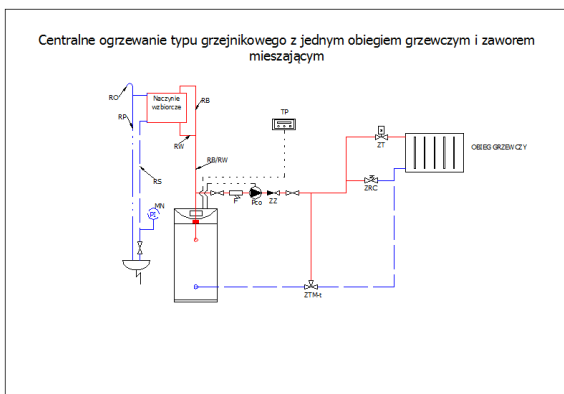 Centralne ogrzewanie typu grzejnikowego z jednym obiegiem grzewczym i zaworem
mieszającym
RO
RP
Naczynie
wzbiorcze
RB
RW
TP
ZT
OBIEG GRZEWCZY
RB/RW
RS
ZRC
MN
PI
F
Pco
ZZ
ZTM-t